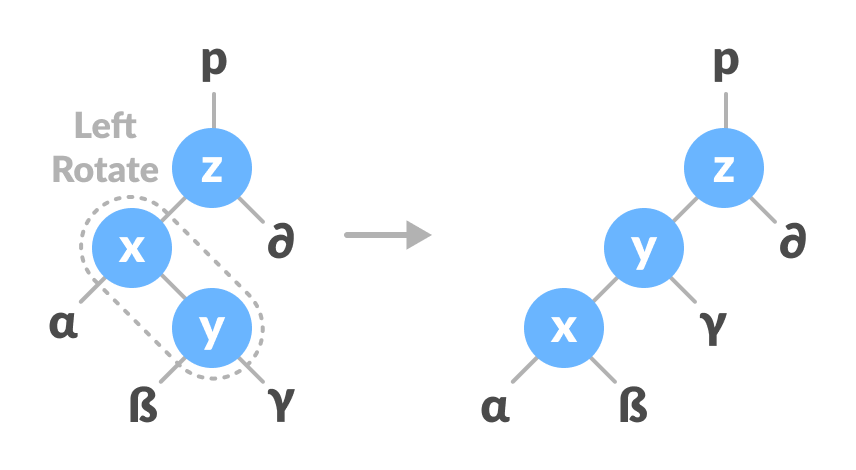 p
p
Left
Rotate
z
z
x
∂
y
∂
α
y
x
γ
ß
γ
α
ß